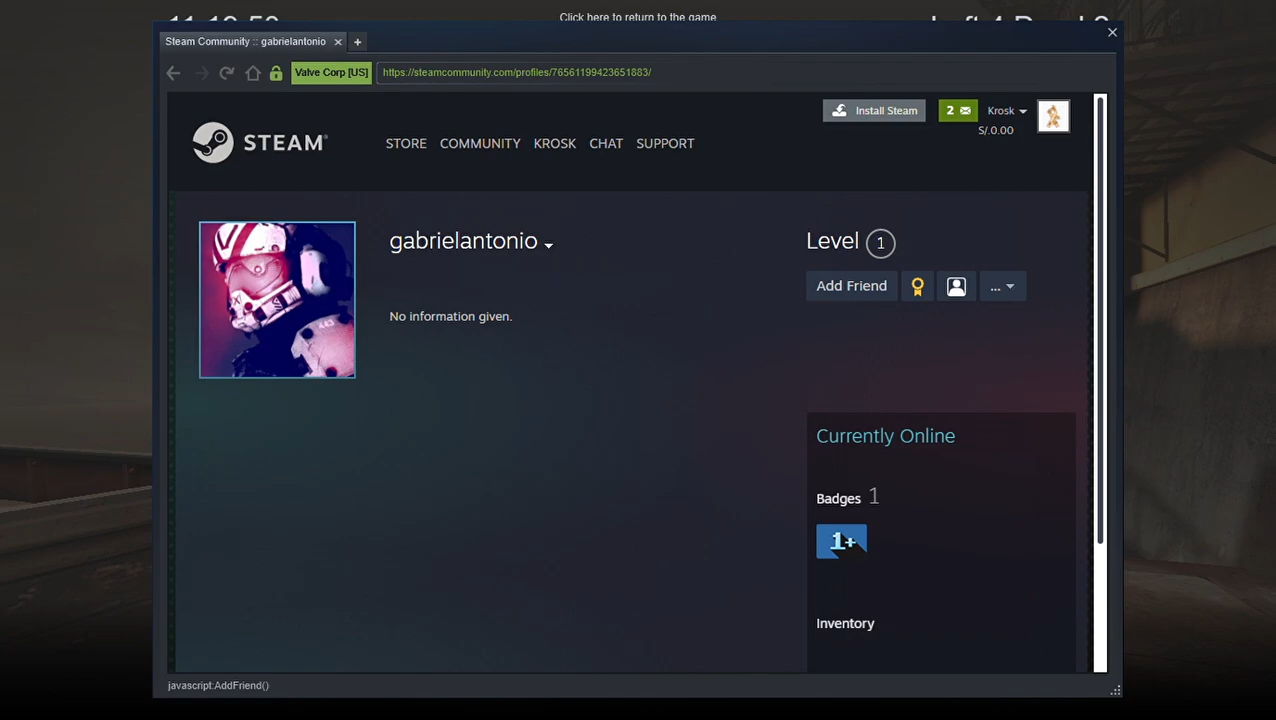 Click here to return to the game
Steam Community :: gabrielantonio
Valve Corp [US]
https://steamcommunity.com/profiles/76561199423651883/
Install Steam
2
Krosk
S/.0.00
STEAM®
STORE COMMUNITY KROSK CHAT SUPPORT
gabrielantonio
Level 1
Add Friend
...
No information given.
Currently Online
Badges 1
1+
Inventory
javascript:AddFriend()